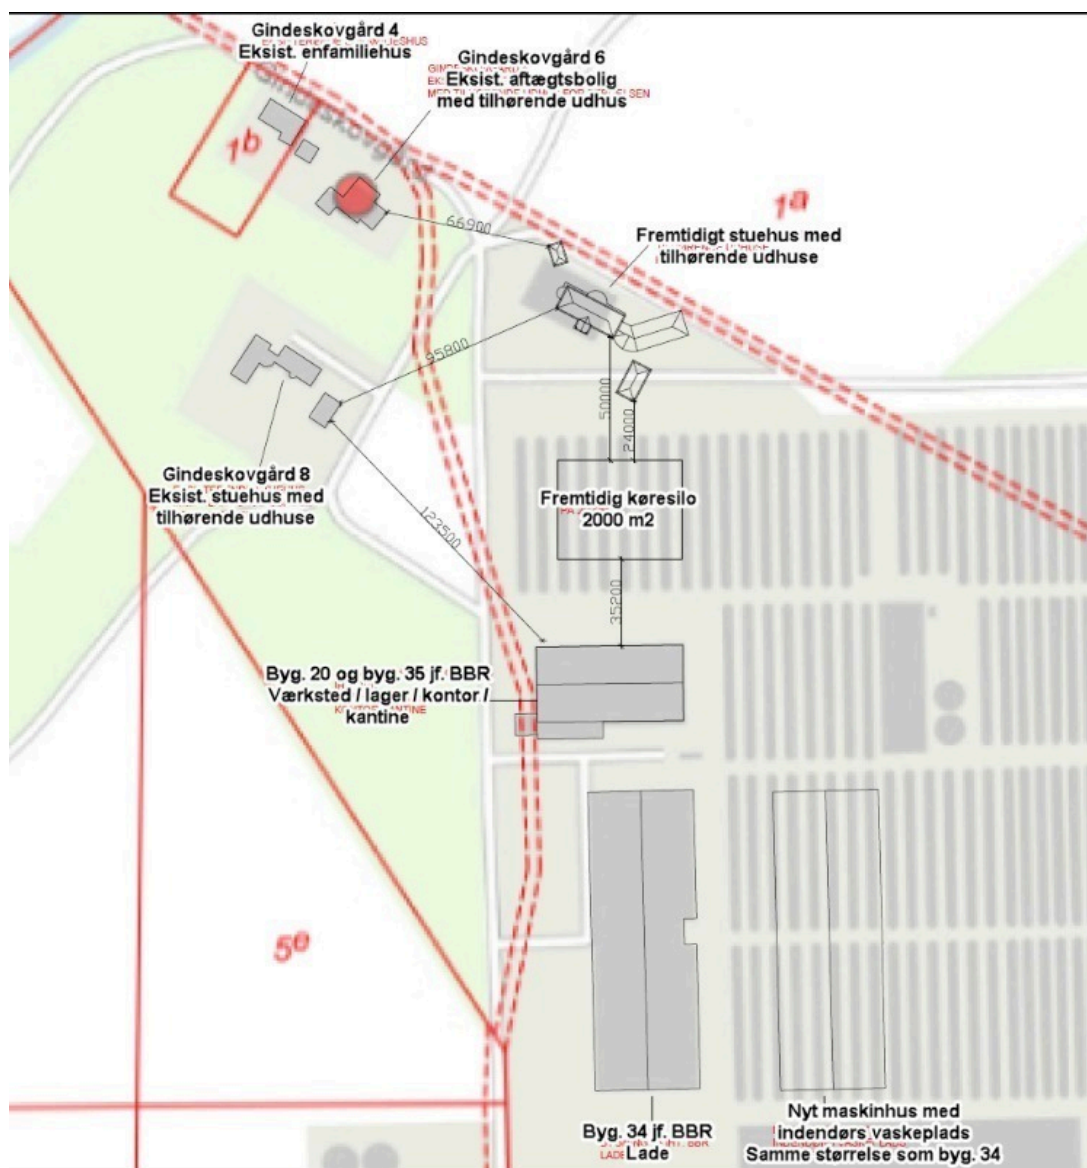 Gindeskovgård 4
Eksist. enfamiliehus
Gindeskovgård 6
Eksist. aftægtsbolig
med tilhørende udhus
Gindeskovgård
1b
1a
66900
Fremtidigt stuehus med
tilhørende udhuse
95800
50000
24000
Gindeskovgård 8
Eksist. stuehus med
tilhørende udhuse
Fremtidig køresilo
2000 m2
123500
35200
Byg. 20 og byg. 35 jf. BBR
Værksted / lager / kontor /
kantine
5e
Byg. 34 jf. BBR
Lade
Nyt maskinhus med
indendørs vaskeplads
Samme størrelse som byg. 34